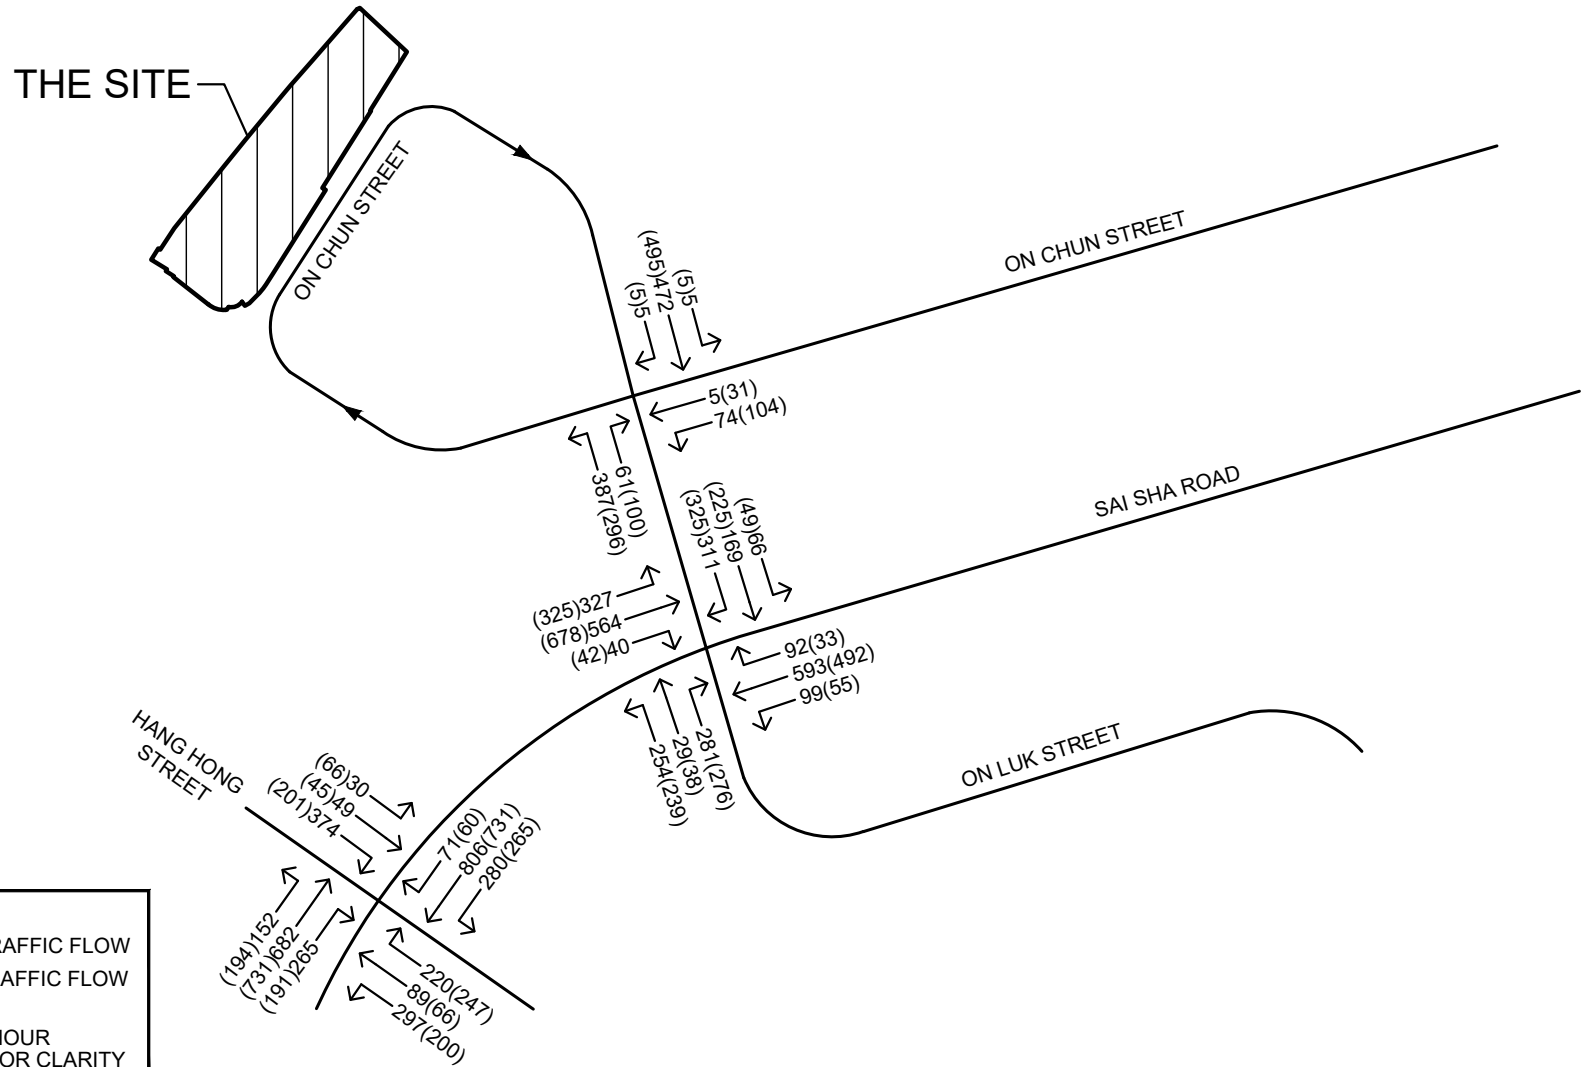 THE SITE
ON CHUN STREET
ON CHUN STREET
(5)5
(495)472
(5)5
5(31)
74(104)
61(100)
387(296)
SAI SHA ROAD
(49)66
(225)169
(325)311
(325)327
(678)564
(42)40
92(33)
593(492)
99(55)
281(276)
29(38)
254(239)
ON LUK STREET
HANG HONG
STREET
(66)30
(45)49
(201)374
71(60)
806(731)
280(265)
(194)152
(731)682
(191)265
220(247)
89(66)
297(200)
TRAFFIC FLOW
TRAFFIC FLOW
HOUR
FOR CLARITY